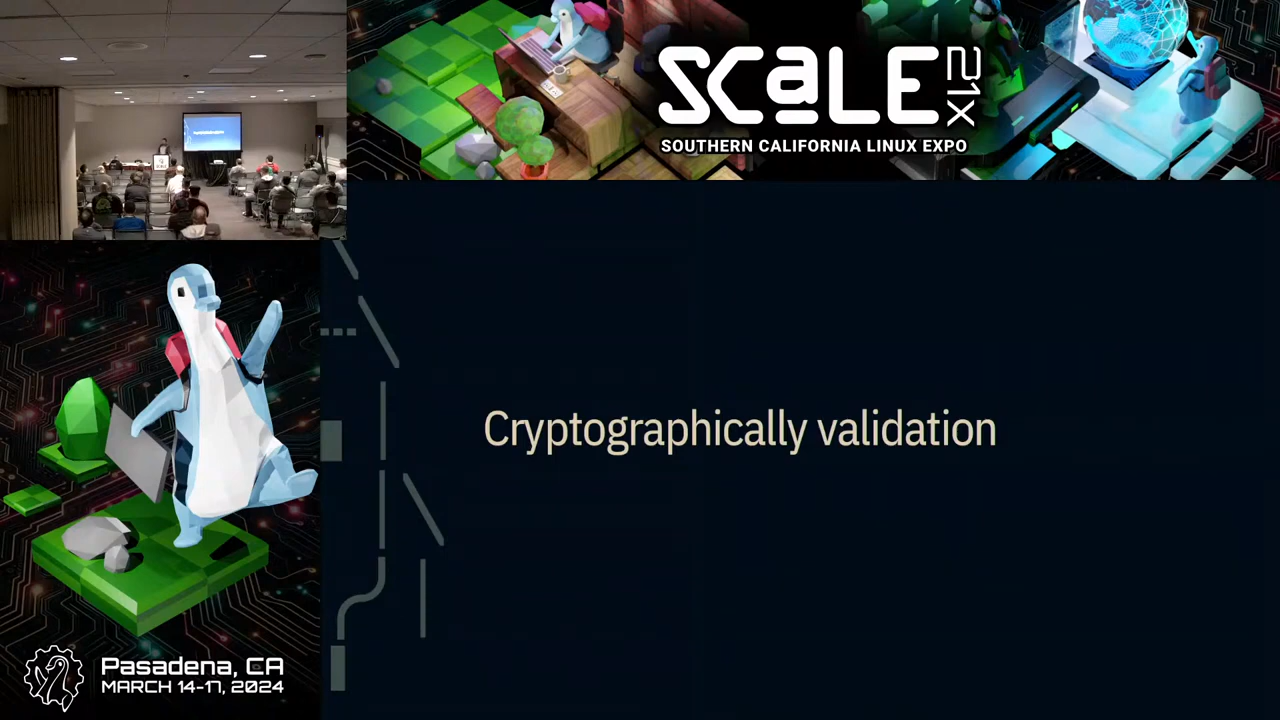 SCaLE 21X
SOUTHERN CALIFORNIA LINUX EXPO
Cryptographically validation
Pasadena, CA
MARCH 14-17, 2024